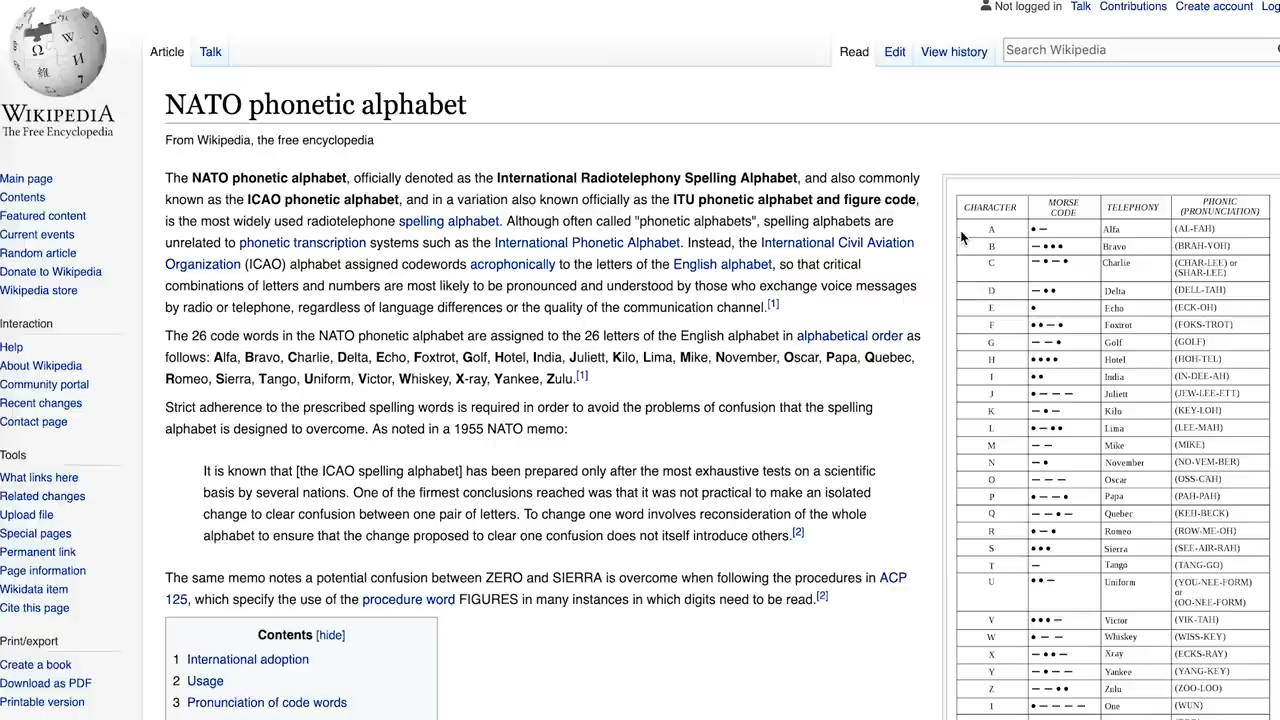 Not logged in Talk Contributions Create account Log
Article Talk Read Edit View history Search Wikipedia
WIKIPEDIA
The Free Encyclopedia
Main page
Contents
Featured content
Current events
Random article
Donate to Wikipedia
Wikipedia store
Interaction
Help
About Wikipedia
Community portal
Recent changes
Contact page
Tools
What links here
Related changes
Upload file
Special pages
Permanent link
Page information
Wikidata item
Cite this page
Print/export
Create a book
Download as PDF
Printable version
NATO phonetic alphabet
From Wikipedia, the free encyclopedia
The NATO phonetic alphabet, officially denoted as the International Radiotelephony Spelling Alphabet, and also commonly
known as the ICAO phonetic alphabet, and in a variation also known officially as the ITU phonetic alphabet and figure code,
is the most widely used radiotelephone spelling alphabet. Although often called "phonetic alphabets", spelling alphabets are
unrelated to phonetic transcription systems such as the International Phonetic Alphabet. Instead, the International Civil Aviation
Organization (ICAO) alphabet assigned codewords acrophonically to the letters of the English alphabet, so that critical
combinations of letters and numbers are most likely to be pronounced and understood by those who exchange voice messages
by radio or telephone, regardless of language differences or the quality of the communication channel.[1]
The 26 code words in the NATO phonetic alphabet are assigned to the 26 letters of the English alphabet in alphabetical order as
follows: Alfa, Bravo, Charlie, Delta, Echo, Foxtrot, Golf, Hotel, India, Juliett, Kilo, Lima, Mike, November, Oscar, Papa, Quebec,
Romeo, Sierra, Tango, Uniform, Victor, Whiskey, X-ray, Yankee, Zulu.[1]
Strict adherence to the prescribed spelling words is required in order to avoid the problems of confusion that the spelling
alphabet is designed to overcome. As noted in a 1955 NATO memo:
It is known that [the ICAO spelling alphabet] has been prepared only after the most exhaustive tests on a scientific
basis by several nations. One of the firmest conclusions reached was that it was not practical to make an isolated
change to clear confusion between one pair of letters. To change one word involves reconsideration of the whole
alphabet to ensure that the change proposed to clear one confusion does not itself introduce others.[2]
The same memo notes a potential confusion between ZERO and SIERRA is overcome when following the procedures in ACP
125, which specify the use of the procedure word FIGURES in many instances in which digits need to be read.[2]
Contents [hide]
1 International adoption
2 Usage
3 Pronunciation of code words
CHARACTER MORSE CODE TELEPHONY PHONIC (PRONUNCIATION)
A ●— Alfa (AL-FAH)
B —●●● Bravo (BRAH-VOH)
C —●—● Charlie (CHAR-LEE) or
(SHAR-LEE)
D —●● Delta (DELL-TAH)
E ● Echo (ECK-OH)
F ●●—● Foxtrot (FOKS-TROT)
G ——● Golf (GOLF)
H ●●●● Hotel (HOH-TEL)
I ●● India (IN-DEE-AH)
J ●——— Juliett (JEW-LEE-ETT)
K —●— Kilo (KEY-LOH)
L ●—●● Lima (LEE-MAH)
M —— Mike (MIKE)
N —● November (NO-VEM-BER)
O ——— Oscar (OSS-CAH)
P ●——● Papa (PAH-PAH)
Q ——●— Quebec (KEH-BECK)
R ●—● Romeo (ROW-ME-OH)
S ●●● Sierra (SEE-AIR-RAH)
T — Tango (TANG-GO)
U ●●— Uniform (YOU-NEE-FORM)
or
(OO-NEE-FORM)
V ●●●— Victor (VIK-TAH)
W ●—— Whiskey (WISS-KEY)
X —●●— Xray (ECKS-RAY)
Y —●—— Yankee (YANG-KEY)
Z ——●● Zulu (ZOO-LOO)
1 ●———— One (WUN)